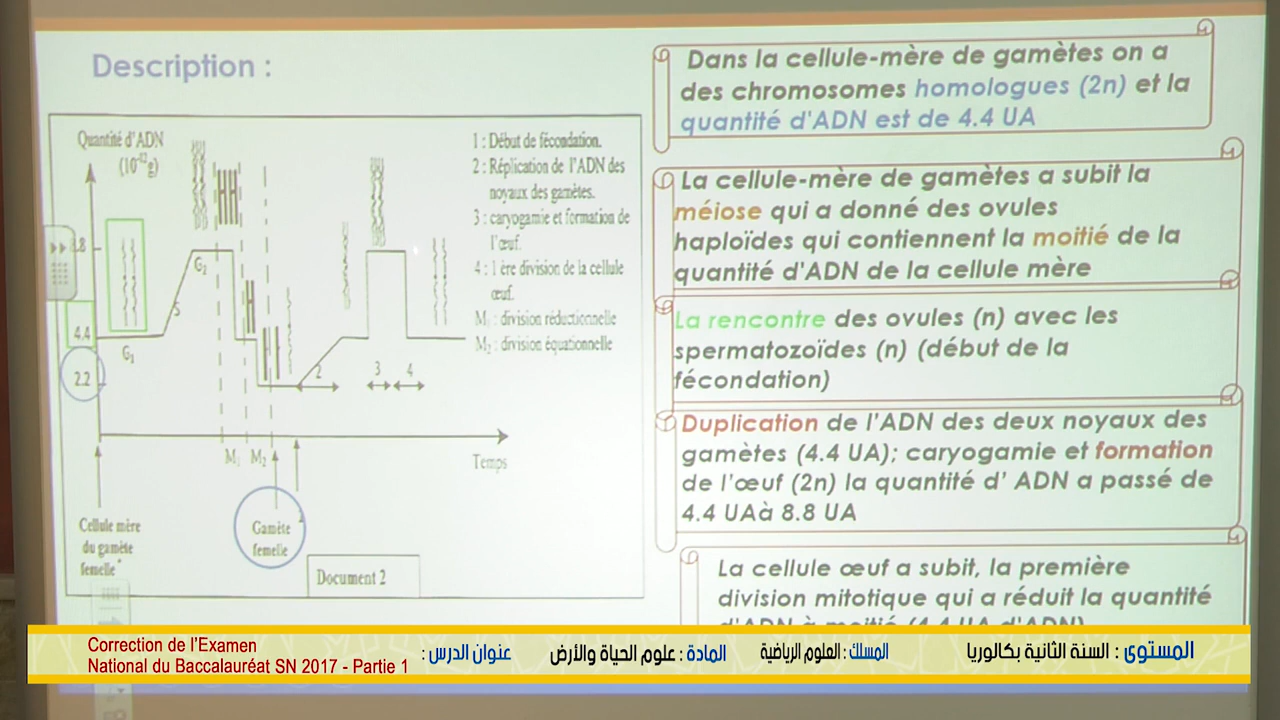 Description :
Quantité d'ADN
(10⁻¹²g)
8.8
4.4
2.2
G₁
S
G₂
2
3
4
M₁
M₂
Temps
Cellule mère
du gamète
femelle
Gamète
femelle
1
Document 2
1 : Début de fécondation.
2 : Réplication de l'ADN des
noyaux des gamètes.
3 : caryogamie et formation de
l'œuf.
4 : 1 ère division de la cellule
œuf.
M₁ : division réductionnelle
M₂ : division équationnelle
Dans la cellule-mère de gamètes on a
des chromosomes homologues (2n) et la
quantité d'ADN est de 4.4 UA
La cellule-mère de gamètes a subit la
méiose qui a donné des ovules
haploïdes qui contiennent la moitié de la
quantité d'ADN de la cellule mère
La rencontre des ovules (n) avec les
spermatozoïdes (n) (début de la
fécondation)
Duplication de l'ADN des deux noyaux des
gamètes (4.4 UA); caryogamie et formation
de l'œuf (2n) la quantité d' ADN a passé de
4.4 UAà 8.8 UA
La cellule œuf a subit, la première
division mitotique qui a réduit la quantité
d'ADN à moitié (4.4 UA d'ADN)
المستوى : السنة الثانية بكالوريا
المسلك : العلوم الرياضية
المادة : علوم الحياة والأرض
عنوان الدرس :
Correction de l'Examen
National du Baccalauréat SN 2017 - Partie 1